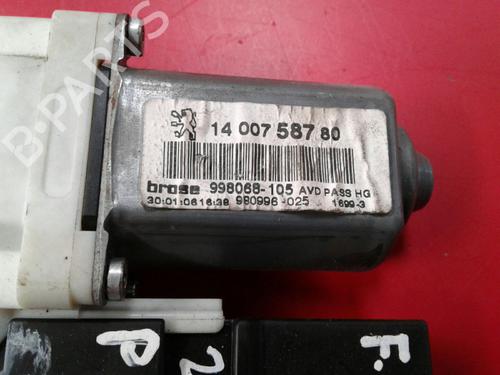 B-PARTS
14 007 587 80
brose 998068-105 AVD PASS HG
30:01:06 16:38 980996-025 1699-3
F.
2
P